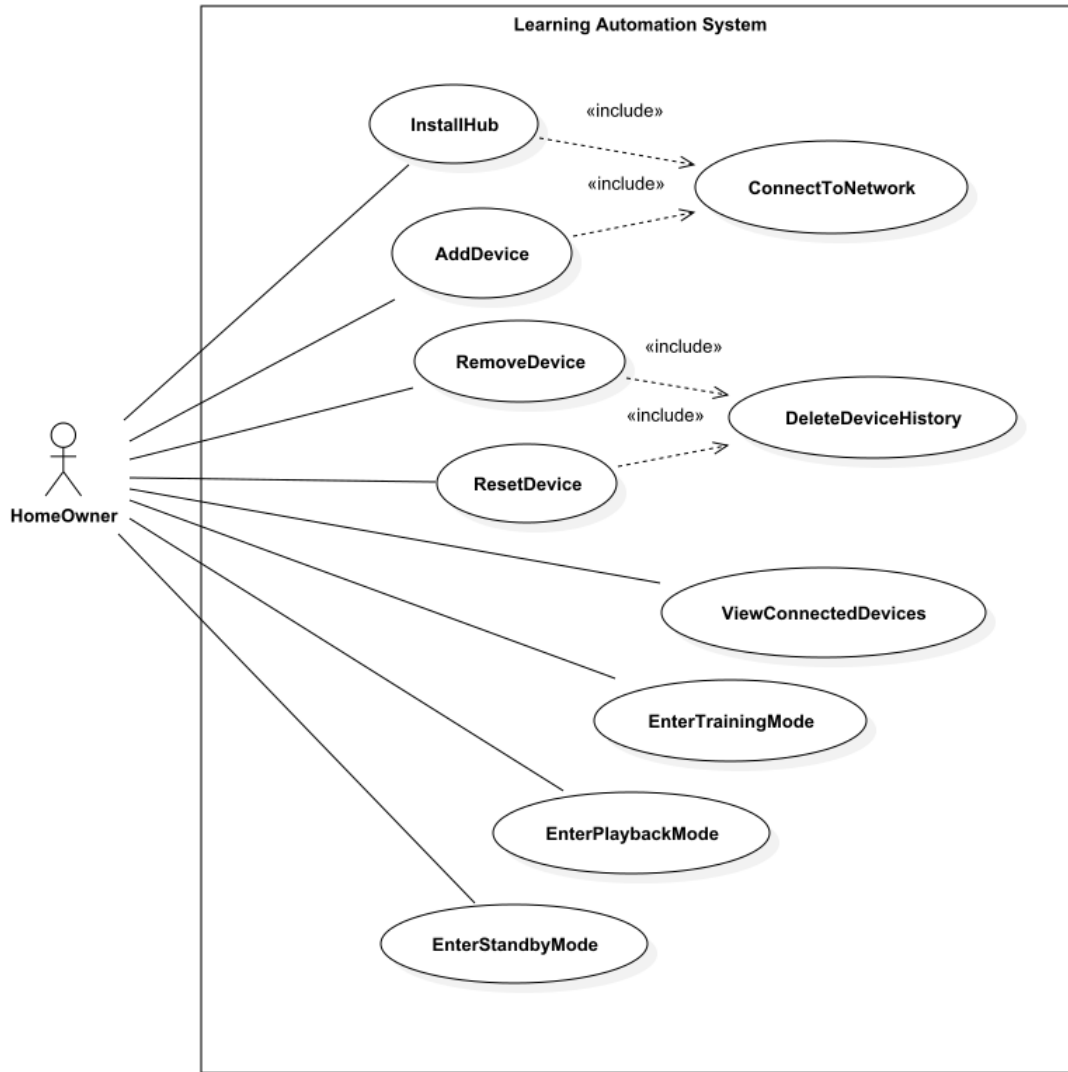 Learning Automation System
InstallHub
«include»
ConnectToNetwork
«include»
AddDevice
RemoveDevice
«include»
DeleteDeviceHistory
«include»
ResetDevice
HomeOwner
ViewConnectedDevices
EnterTrainingMode
EnterPlaybackMode
EnterStandbyMode